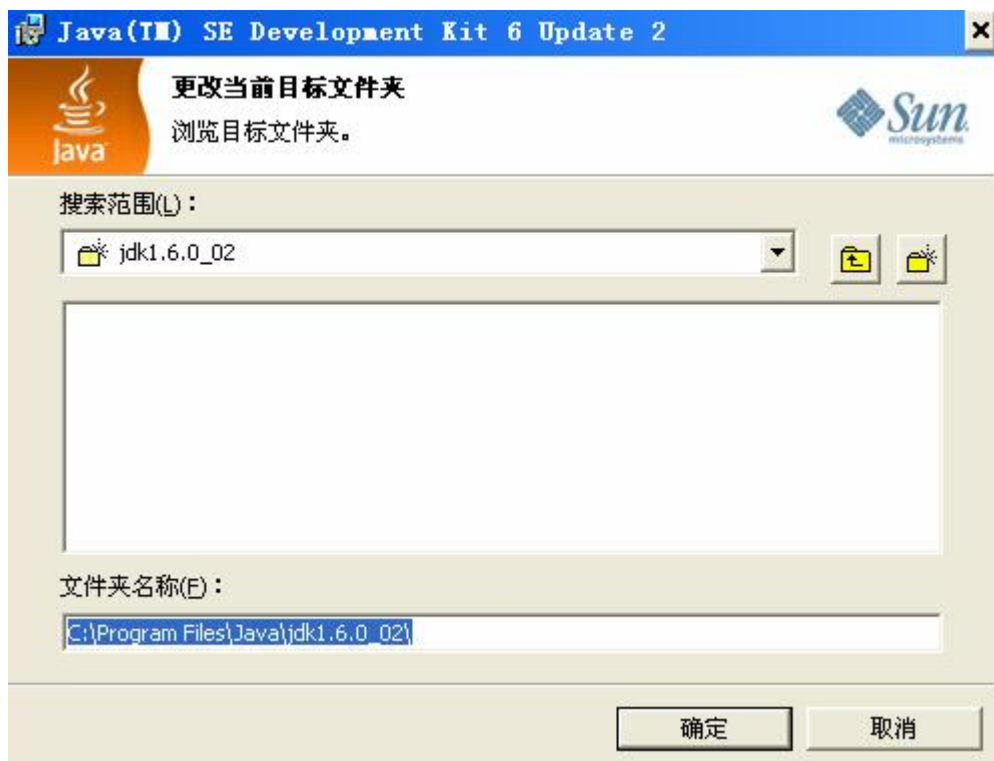 Java(TM) SE Development Kit 6 Update 2
更改当前目标文件夹
浏览目标文件夹。
Java
Sun
microsystems
搜索范围(L)：
jdk1.6.0_02
文件夹名称(F)：
C:\Program Files\Java\jdk1.6.0_02\
确定
取消